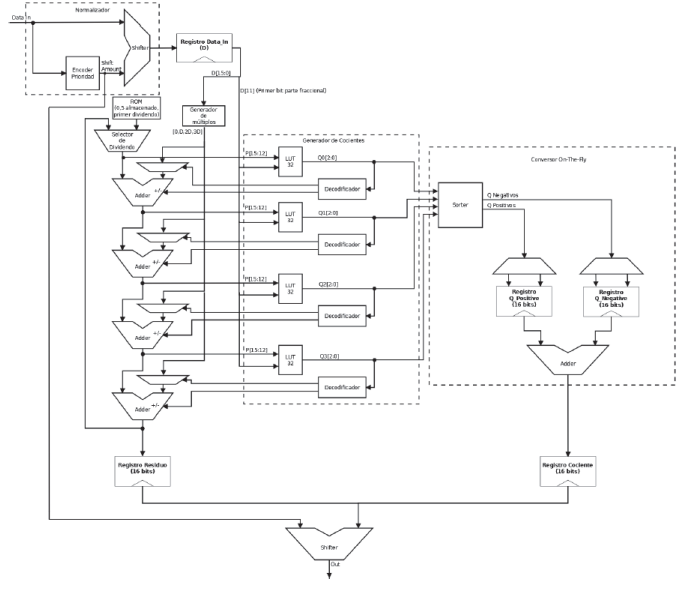 Normalizador
Data_In
Shifter
Encoder
Prioridad
Shift
Amount
Registro Data_In
(D)
D[15:0]
D[11] (Primer bit parte fraccional)
ROM
(0,5 almacenado,
primer dividendo)
Generador
de
múltiplos
[0,D,2D,3D]
Selector
de
Dividendo
Generador de Cocientes
P[15:12]
LUT
32
Q0[2:0]
Decodificador
Adder
+/-
P[15:12]
LUT
32
Q1[2:0]
Decodificador
Adder
+/-
P[15:12]
LUT
32
Q2[2:0]
Decodificador
Adder
+/-
P[15:12]
LUT
32
Q3[2:0]
Decodificador
Adder
+/-
Conversor On-The-Fly
Sorter
Q Negativos
Q Positivos
Registro
Q_Positivo
(16 bits)
Registro
Q_Negativo
(16 bits)
Adder
Registro Residuo
(16 bits)
Registro Cociente
(16 bits)
Shifter
Out